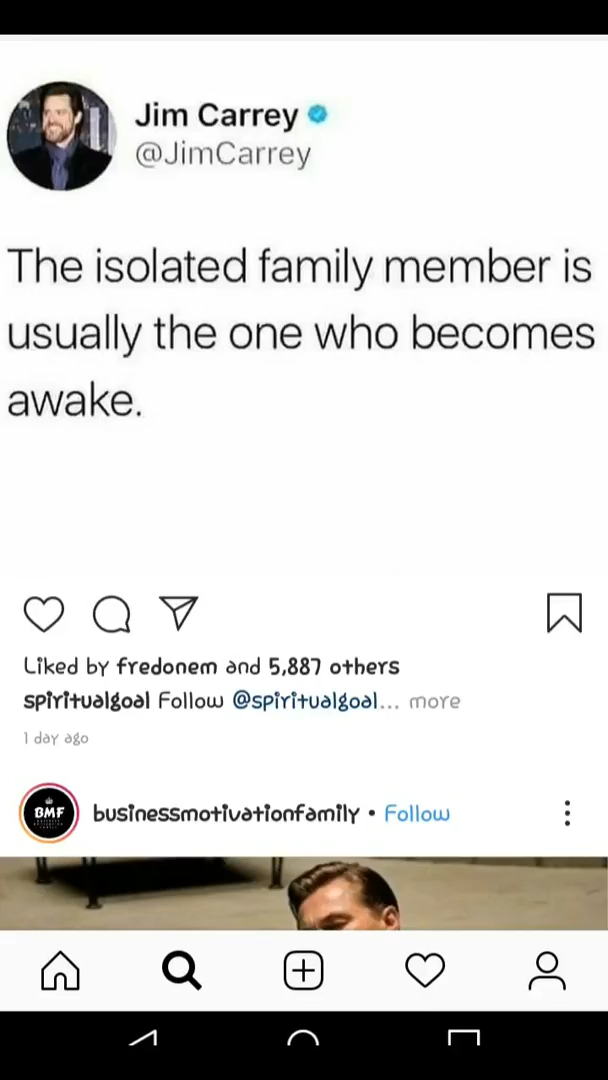 Jim Carrey
@JimCarrey
The isolated family member is
usually the one who becomes
awake.
Liked by fredonem and 5,887 others
spiritualgoal Follow @spiritualgoal... more
1 day ago
BMF
businessmotivationfamily • Follow